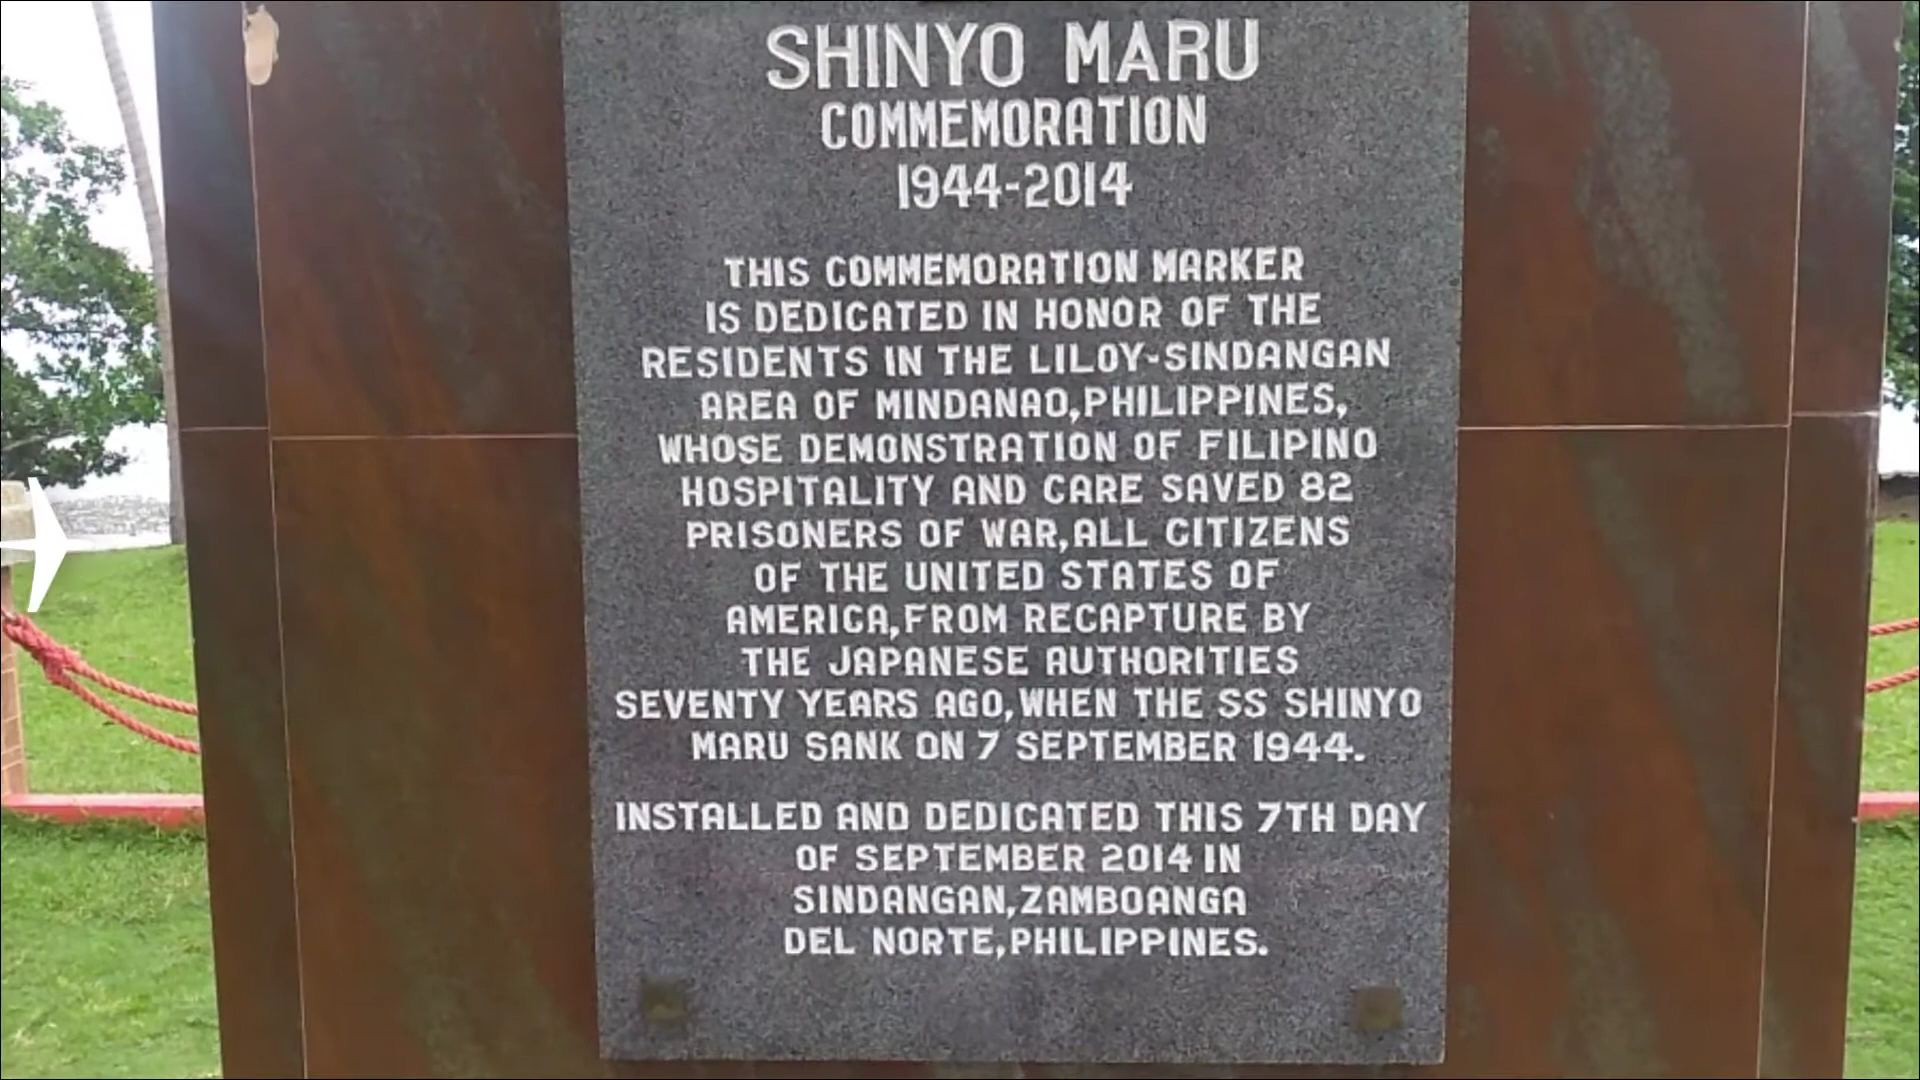 SHINYO MARU
COMMEMORATION
1944-2014
THIS COMMEMORATION MARKER
IS DEDICATED IN HONOR OF THE
RESIDENTS IN THE LILOY-SINDANGAN
AREA OF MINDANAO,PHILIPPINES,
WHOSE DEMONSTRATION OF FILIPINO
HOSPITALITY AND CARE SAVED 82
PRISONERS OF WAR,ALL CITIZENS
OF THE UNITED STATES OF
AMERICA,FROM RECAPTURE BY
THE JAPANESE AUTHORITIES
SEVENTY YEARS AGO,WHEN THE SS SHINYO
MARU SANK ON 7 SEPTEMBER 1944.
INSTALLED AND DEDICATED THIS 7TH DAY
OF SEPTEMBER 2014 IN
SINDANGAN,ZAMBOANGA
DEL NORTE,PHILIPPINES.